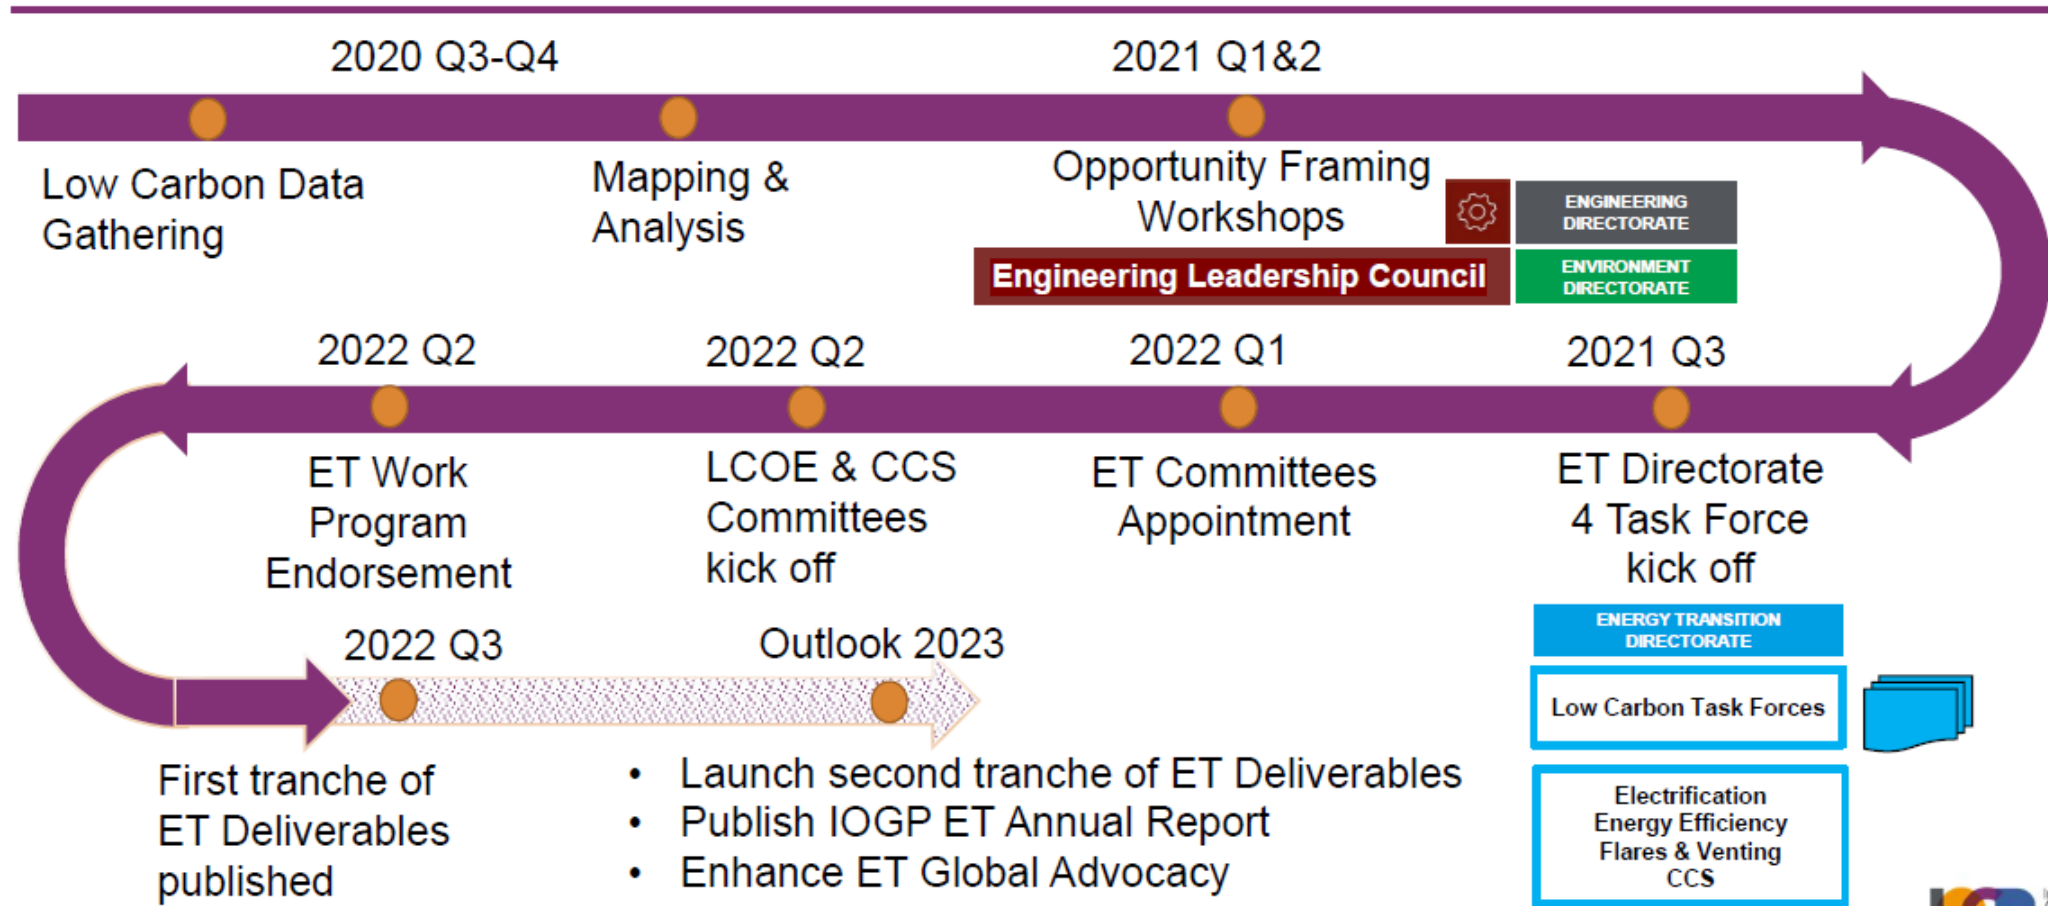 2020 Q3-Q4
2021 Q1&2
Low Carbon Data
Gathering
Mapping &
Analysis
Opportunity Framing
Workshops
ENGINEERING
DIRECTORATE
Engineering Leadership Council
ENVIRONMENT
DIRECTORATE
2022 Q2
2022 Q2
2022 Q1
2021 Q3
ET Work
Program
Endorsement
LCOE & CCS
Committees
kick off
ET Committees
Appointment
ET Directorate
4 Task Force
kick off
ENERGY TRANSITION
DIRECTORATE
Low Carbon Task Forces
Electrification
Energy Efficiency
Flares & Venting
CCS
2022 Q3
Outlook 2023
First tranche of
ET Deliverables
published
• Launch second tranche of ET Deliverables
• Publish IOGP ET Annual Report
• Enhance ET Global Advocacy